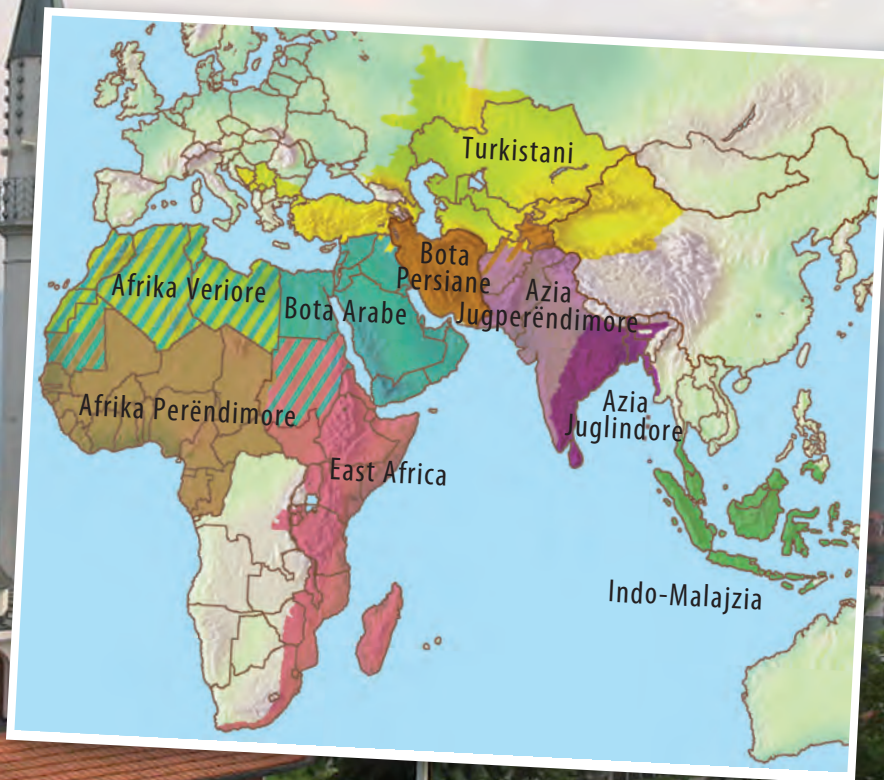 Turkistani
Bota
Persiane
Afrika Veriore
Bota Arabe
Azia
Jugperëndimore
Afrika Perëndimore
Azia
Juglindore
East Africa
Indo-Malajzia